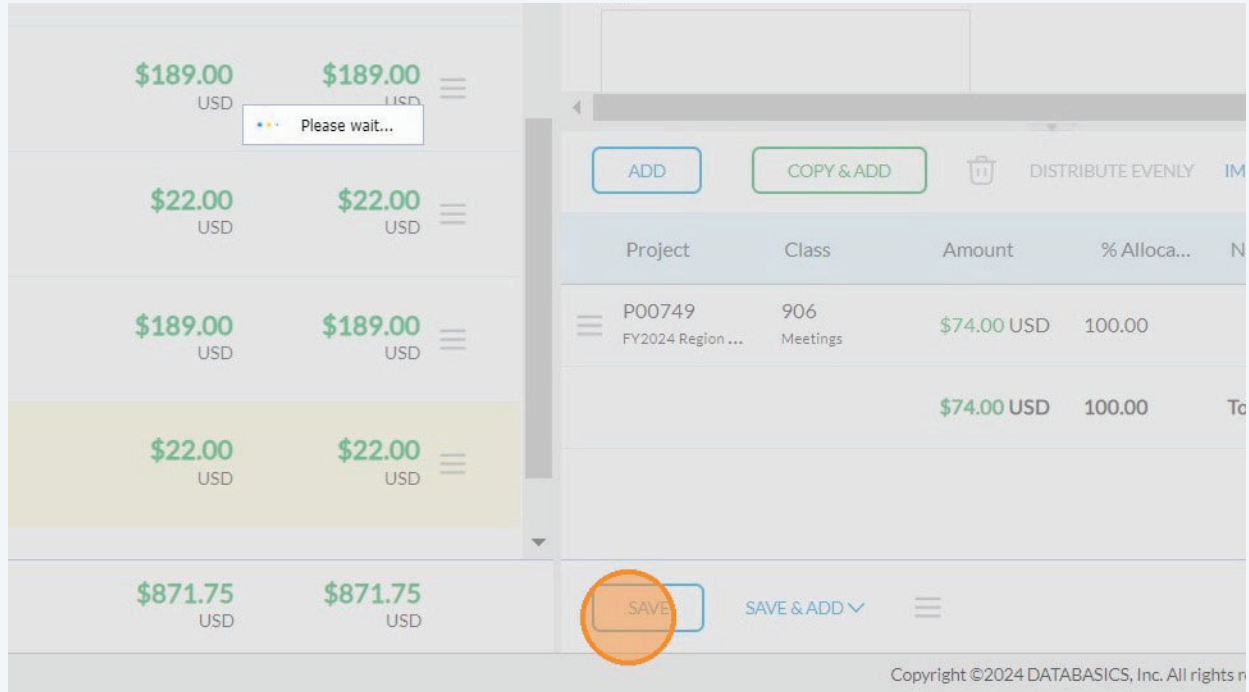 $189.00 $189.00
USD USD
Please wait...
$22.00 $22.00
USD USD
$189.00 $189.00
USD USD
$22.00 $22.00
USD USD
$871.75 $871.75
USD USD
ADD COPY & ADD DISTRIBUTE EVENLY IM
Project Class Amount % Alloca... N
P00749 906 $74.00 USD 100.00
FY2024 Region ... Meetings
$74.00 USD 100.00 To
SAVE SAVE & ADD
Copyright ©2024 DATABASICS, Inc. All rights r